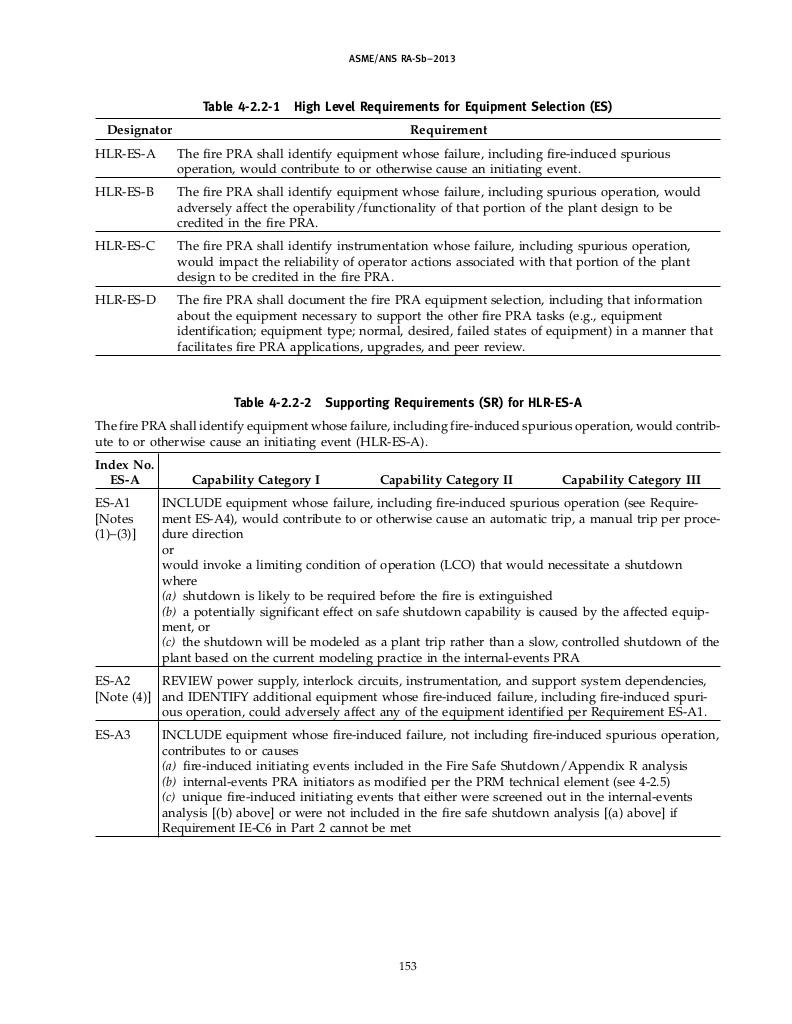 ASME/ANS RA-Sb–2013
Table 4-2.2-1 High Level Requirements for Equipment Selection (ES)
Designator Requirement
HLR-ES-A The fire PRA shall identify equipment whose failure, including fire-induced spurious
operation, would contribute to or otherwise cause an initiating event.
HLR-ES-B The fire PRA shall identify equipment whose failure, including spurious operation, would
adversely affect the operability/functionality of that portion of the plant design to be
credited in the fire PRA.
HLR-ES-C The fire PRA shall identify instrumentation whose failure, including spurious operation,
would impact the reliability of operator actions associated with that portion of the plant
design to be credited in the fire PRA.
HLR-ES-D The fire PRA shall document the fire PRA equipment selection, including that information
about the equipment necessary to support the other fire PRA tasks (e.g., equipment
identification; equipment type; normal, desired, failed states of equipment) in a manner that
facilitates fire PRA applications, upgrades, and peer review.
Table 4-2.2-2 Supporting Requirements (SR) for HLR-ES-A
The fire PRA shall identify equipment whose failure, including fire-induced spurious operation, would contrib-
ute to or otherwise cause an initiating event (HLR-ES-A).
Index No.
ES-A Capability Category I Capability Category II Capability Category III
ES-A1 INCLUDE equipment whose failure, including fire-induced spurious operation (see Require-
[Notes ment ES-A4), would contribute to or otherwise cause an automatic trip, a manual trip per proce-
(1)–(3)] dure direction
or
would invoke a limiting condition of operation (LCO) that would necessitate a shutdown
where
(a) shutdown is likely to be required before the fire is extinguished
(b) a potentially significant effect on safe shutdown capability is caused by the affected equip-
ment, or
(c) the shutdown will be modeled as a plant trip rather than a slow, controlled shutdown of the
plant based on the current modeling practice in the internal-events PRA
ES-A2 REVIEW power supply, interlock circuits, instrumentation, and support system dependencies,
[Note (4)] and IDENTIFY additional equipment whose fire-induced failure, including fire-induced spuri-
ous operation, could adversely affect any of the equipment identified per Requirement ES-A1.
ES-A3 INCLUDE equipment whose fire-induced failure, not including fire-induced spurious operation,
contributes to or causes
(a) fire-induced initiating events included in the Fire Safe Shutdown/Appendix R analysis
(b) internal-events PRA initiators as modified per the PRM technical element (see 4-2.5)
(c) unique fire-induced initiating events that either were screened out in the internal-events
analysis [(b) above] or were not included in the fire safe shutdown analysis [(a) above] if
Requirement IE-C6 in Part 2 cannot be met
153